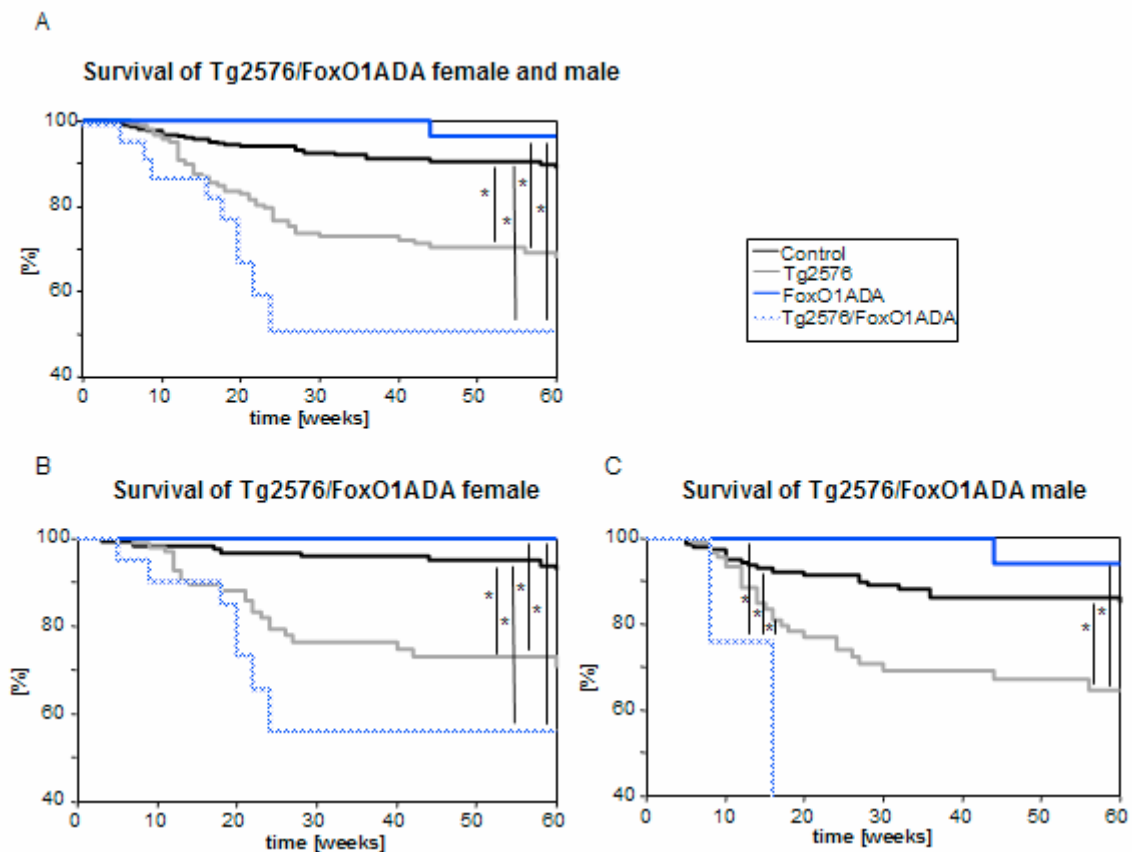 A
Survival of Tg2576/FoxO1ADA female and male
100
80
60
40
[%]
0 10 20 30 40 50 60
time [weeks]
* * * *
Control
Tg2576
FoxO1ADA
Tg2576/FoxO1ADA
B
Survival of Tg2576/FoxO1ADA female
100
80
60
40
[%]
0 10 20 30 40 50 60
time [weeks]
* * * *
C
Survival of Tg2576/FoxO1ADA male
100
80
60
40
[%]
0 10 20 30 40 50 60
time [weeks]
* * * * *